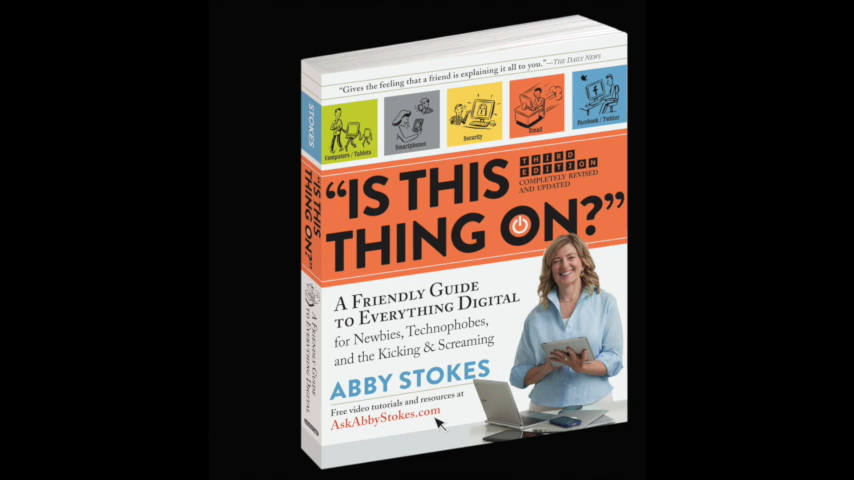 “Gives the feeling that a friend is explaining it all to you.”—THE DAILY NEWS
Computers / Tablets
Smartphones
Security
Email
Facebook / Twitter
“IS THIS
THING ON?”
THIRD
EDITION
COMPLETELY REVISED
AND UPDATED
A FRIENDLY GUIDE
TO EVERYTHING DIGITAL
for Newbies, Technophobes,
and the Kicking & Screaming
ABBY STOKES
Free video tutorials and resources at
AskAbbyStokes.com
STOKES
“IS THIS
THING ON?”
A FRIENDLY GUIDE
TO EVERYTHING DIGITAL